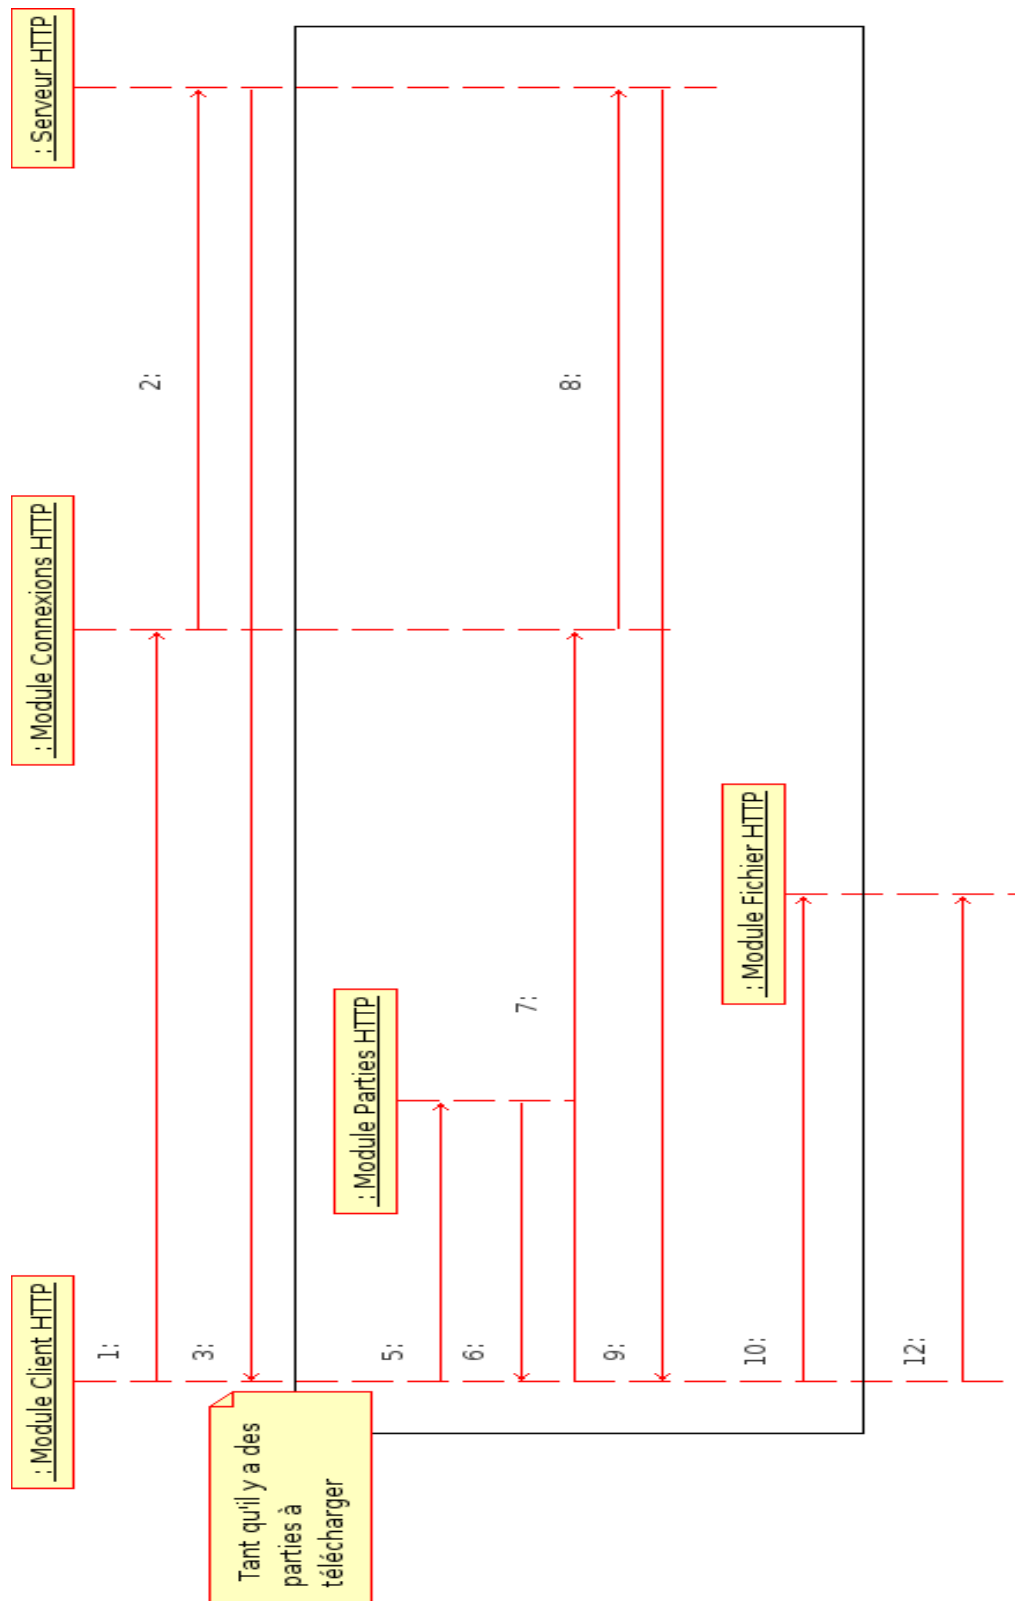 : Module Client HTTP
: Module Connexions HTTP
: Serveur HTTP
1:
2:
3:
Tant qu'il y a des
parties à
télécharger
: Module Parties HTTP
5:
6:
7:
8:
9:
: Module Fichier HTTP
10:
12: